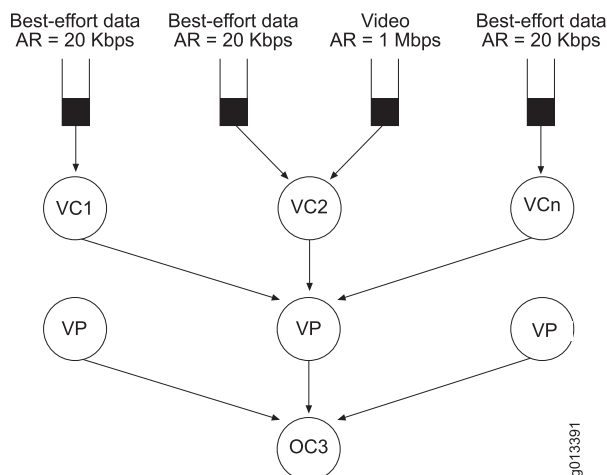 Best-effort data
AR = 20 Kbps
Best-effort data
AR = 20 Kbps
Video
AR = 1 Mbps
Best-effort data
AR = 20 Kbps
VC1
VC2
VCn
VP
VP
VP
OC3
g013391